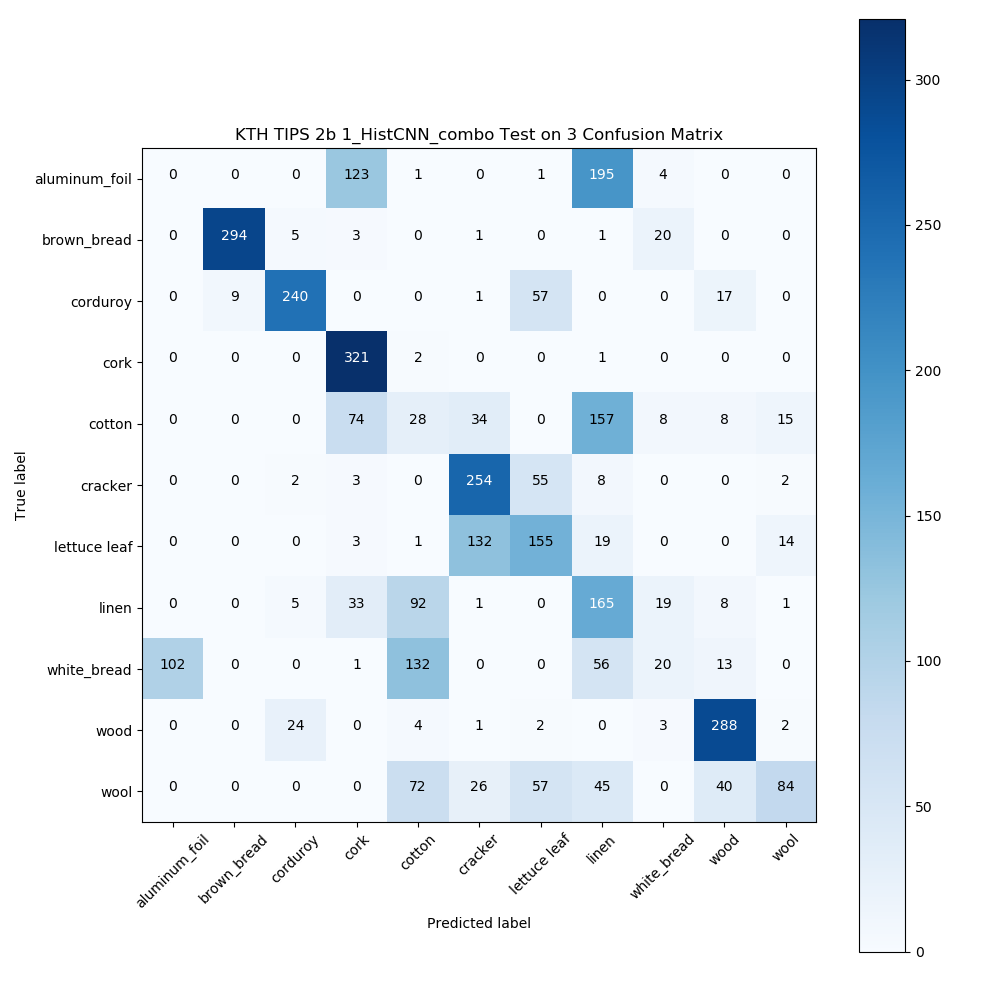 KTH TIPS 2b 1_HistCNN_combo Test on 3 Confusion Matrix
True label
aluminum_foil 0 0 0 123 1 0 1 195 4 0 0
brown_bread 0 294 5 3 0 1 0 1 20 0 0
corduroy 0 9 240 0 0 1 57 0 0 17 0
cork 0 0 0 321 2 0 0 1 0 0 0
cotton 0 0 0 74 28 34 0 157 8 8 15
cracker 0 0 2 3 0 254 55 8 0 0 2
lettuce leaf 0 0 0 3 1 132 155 19 0 0 14
linen 0 0 5 33 92 1 0 165 19 8 1
white_bread 102 0 0 1 132 0 0 56 20 13 0
wood 0 0 24 0 4 1 2 0 3 288 2
wool 0 0 0 0 72 26 57 45 0 40 84
aluminum_foil brown_bread corduroy cork cotton cracker lettuce leaf linen white_bread wood wool
Predicted label
300
250
200
150
100
50
0